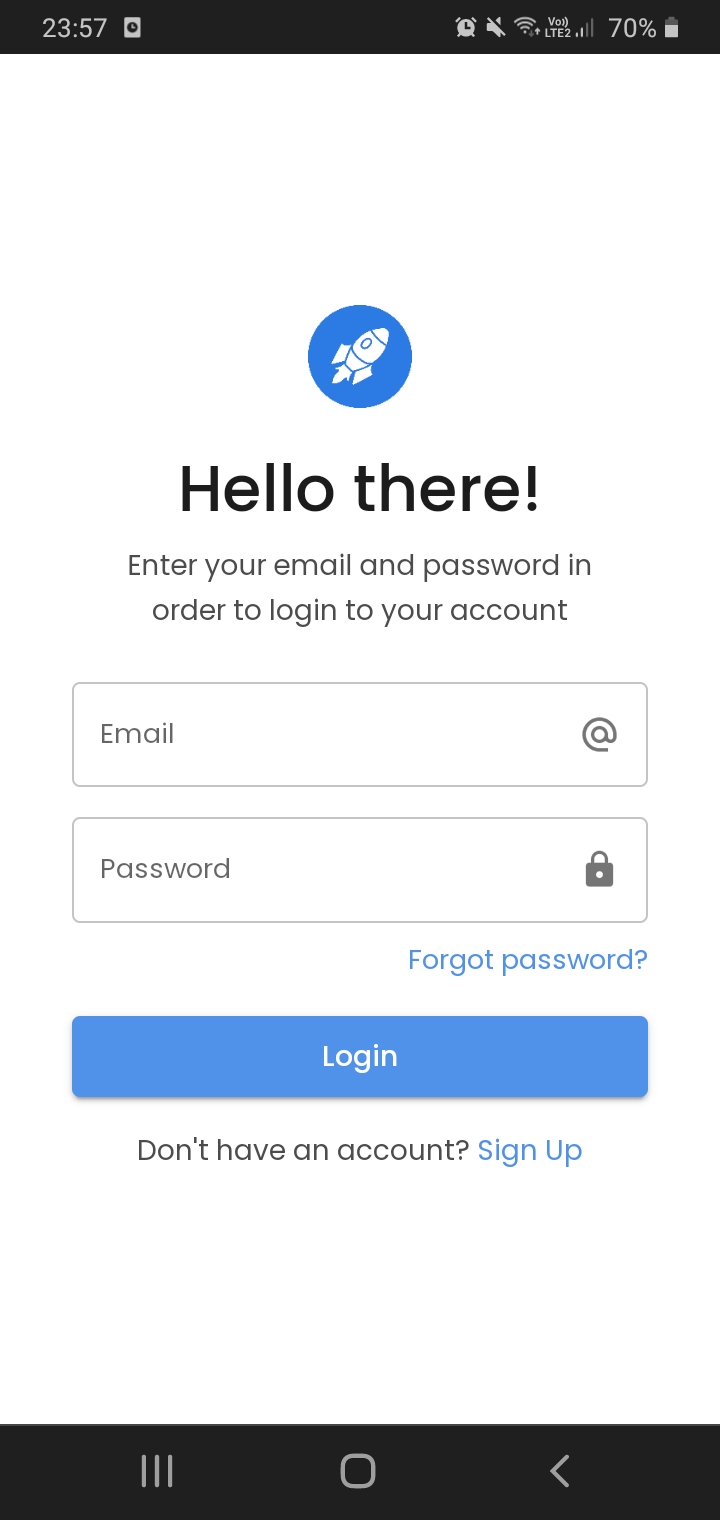 23:57 Vo)) LTE2 70%
Hello there!
Enter your email and password in
order to login to your account
Email
Password
Forgot password?
Login
Don't have an account? Sign Up